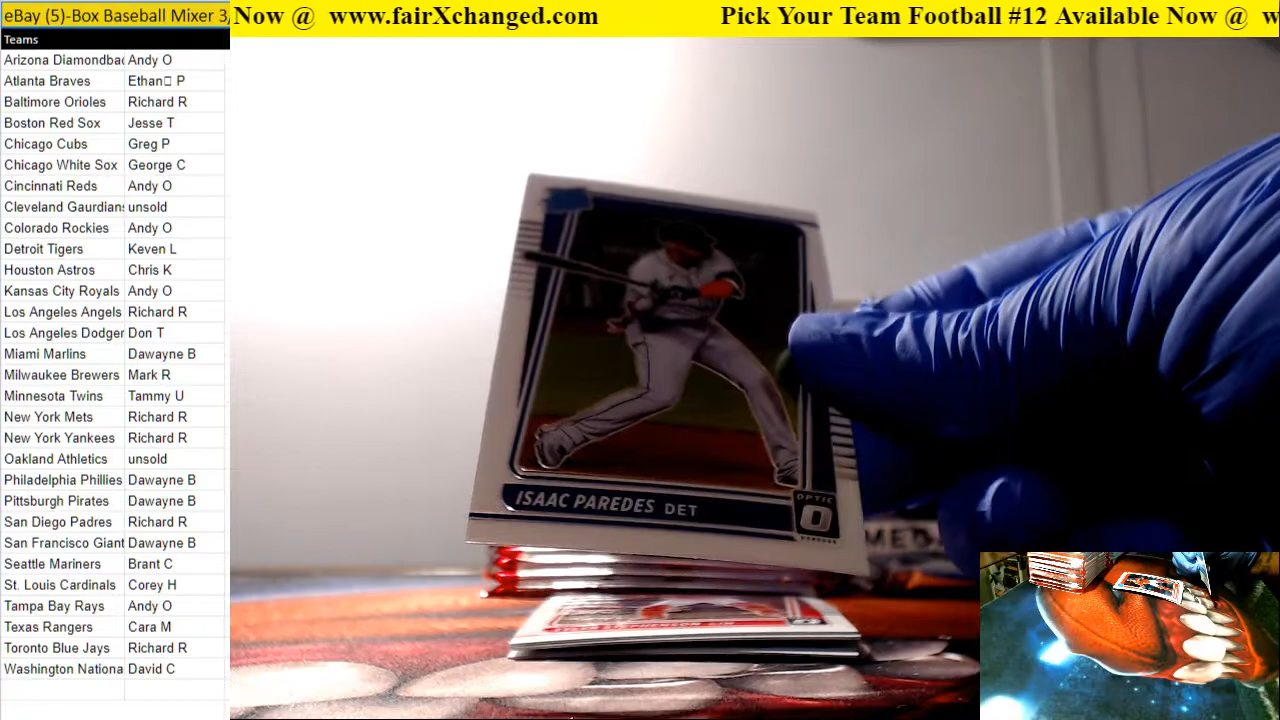 eBay (5)-Box Baseball Mixer 3/
Now @ www.fairXchanged.com Pick Your Team Football #12 Available Now @ w
Teams
Arizona Diamondbac Andy O
Atlanta Braves Ethan□ P
Baltimore Orioles Richard R
Boston Red Sox Jesse T
Chicago Cubs Greg P
Chicago White Sox George C
Cincinnati Reds Andy O
Cleveland Gaurdians unsold
Colorado Rockies Andy O
Detroit Tigers Keven L
Houston Astros Chris K
Kansas City Royals Andy O
Los Angeles Angels Richard R
Los Angeles Dodger Don T
Miami Marlins Dawayne B
Milwaukee Brewers Mark R
Minnesota Twins Tammy U
New York Mets Richard R
New York Yankees Richard R
Oakland Athletics unsold
Philadelphia Phillies Dawayne B
Pittsburgh Pirates Dawayne B
San Diego Padres Richard R
San Francisco Giant Dawayne B
Seattle Mariners Brant C
St. Louis Cardinals Corey H
Tampa Bay Rays Andy O
Texas Rangers Cara M
Toronto Blue Jays Richard R
Washington Nationa David C
ISAAC PAREDES DET
OPTIC
DONRUSS
STEPHENSON CIN